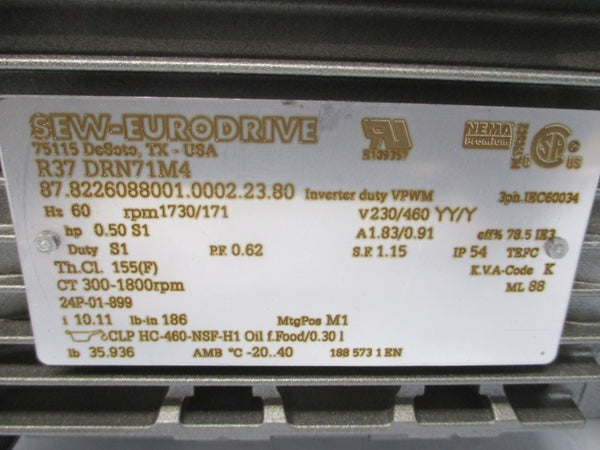 SEW-EURODRIVE
75115 DeSoto, TX - USA
R37 DRN71M4
87.8226088001.0002.23.80 Inverter duty VPWM 3ph IEC60034
Hz 60 rpm 1730/171 V 230/460 YY/Y
hp 0.50 S1 A 1.83/0.91 eff% 78.5 IE3
Duty S1 P.F. 0.62 S.F. 1.15 IP 54 TEFC
Th.Cl. 155(F) K.V.A-Code K
CT 300-1800rpm ML 88
24P-01-899
i 10.11 lb-in 186 MtgPos M1
CLP HC-460-NSF-H1 Oil f.Food/0.30 l
lb 35.936 AMB °C -20..40 188 573 1 EN
NEMA
Premium